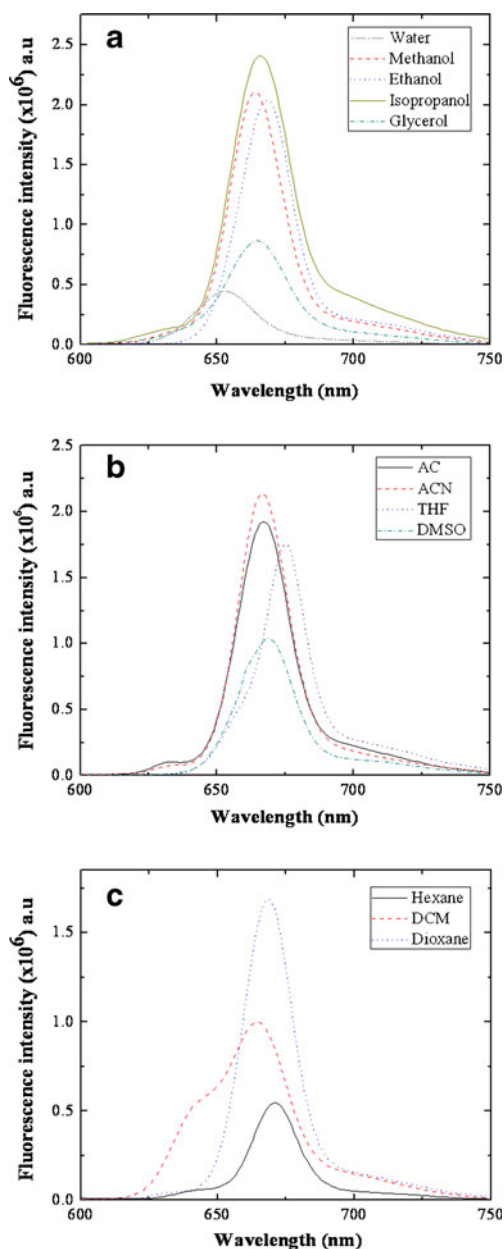 a
Water
Methanol
Ethanol
Isopropanol
Glycerol
Fluorescence intensity (x10⁶) a.u
2.5
2.0
1.5
1.0
0.5
0.0
600
650
700
750
Wavelength (nm)
b
AC
ACN
THF
DMSO
Fluorescence intensity (x10⁶) a.u
2.5
2.0
1.5
1.0
0.5
0.0
600
650
700
750
Wavelength (nm)
c
Hexane
DCM
Dioxane
Fluorescence intensity (x10⁶) a.u
1.5
1.0
0.5
0.0
600
650
700
750
Wavelength (nm)